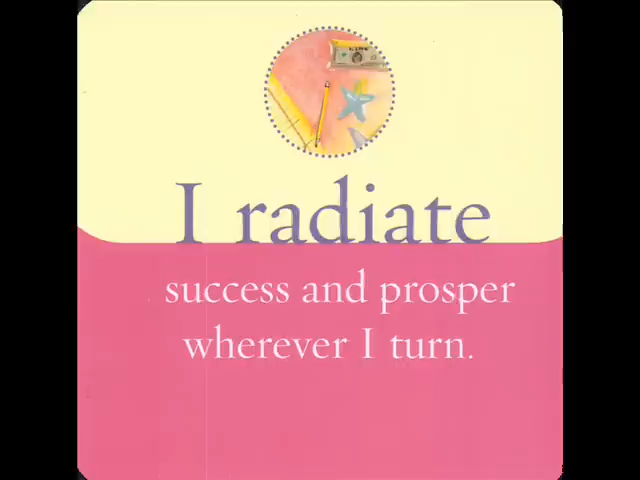 I radiate
success and prosper
wherever I turn.